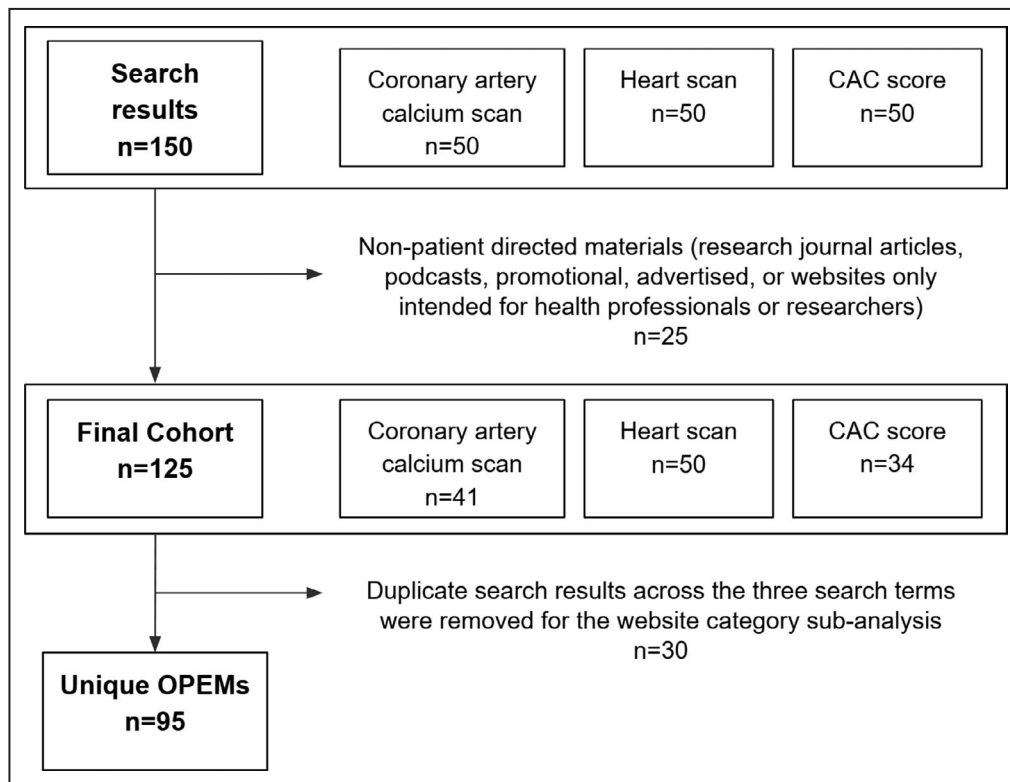 Search
results
n=150
Coronary artery
calcium scan
n=50
Heart scan
n=50
CAC score
n=50
Non-patient directed materials (research journal articles,
podcasts, promotional, advertised, or websites only
intended for health professionals or researchers)
n=25
Final Cohort
n=125
Coronary artery
calcium scan
n=41
Heart scan
n=50
CAC score
n=34
Duplicate search results across the three search terms
were removed for the website category sub-analysis
n=30
Unique OPEMs
n=95